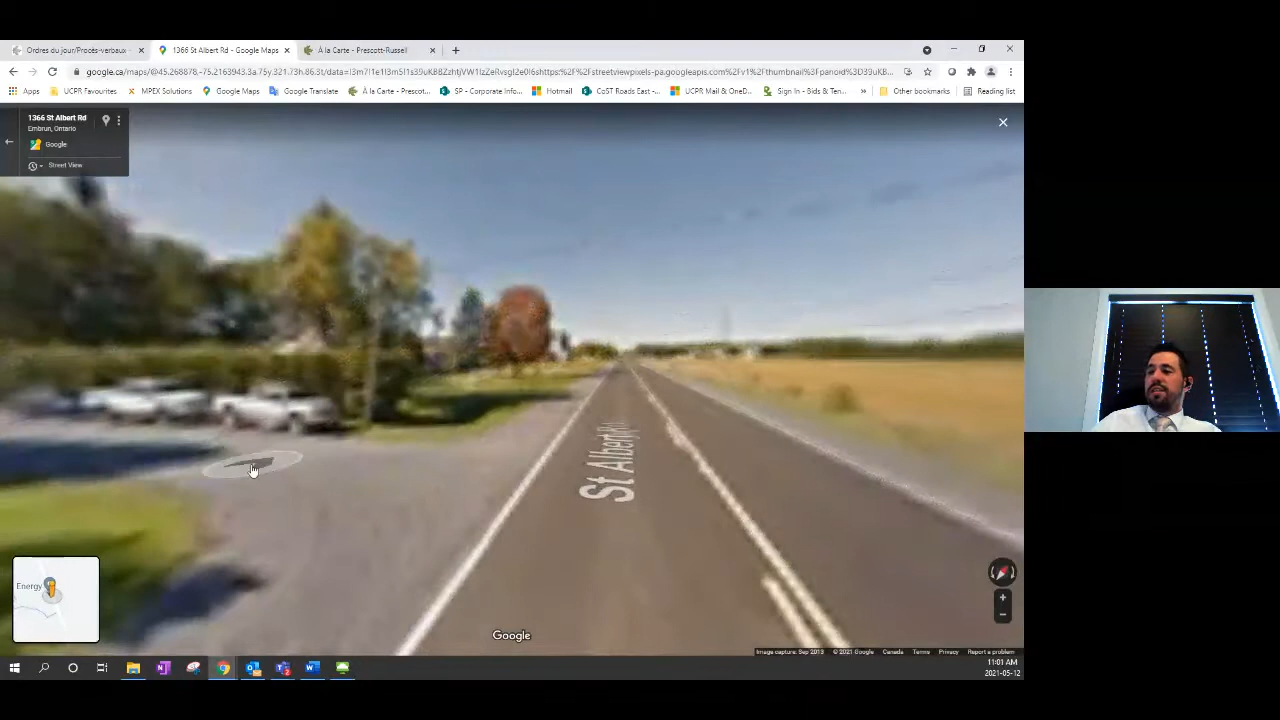 Ordres du jour/Procès-verbaux
1366 St Albert Rd - Google Maps
À la Carte - Prescott-Russell
Apps
UCPR Favourites
MPEX Solutions
Google Maps
Google Translate
À la Carte - Prescot...
SP - Corporate Info...
Hotmail
CoST Roads East -...
UCPR Mail & OneD...
Sign In - Bids & Ten...
Other bookmarks
Reading list
1366 St Albert Rd
Embrun, Ontario
Google
Street View
St Albert Rd
Energy
Google
Image capture: Sep 2013 © 2021 Google Canada Terms Privacy Report a problem
11:01 AM
2021-05-12